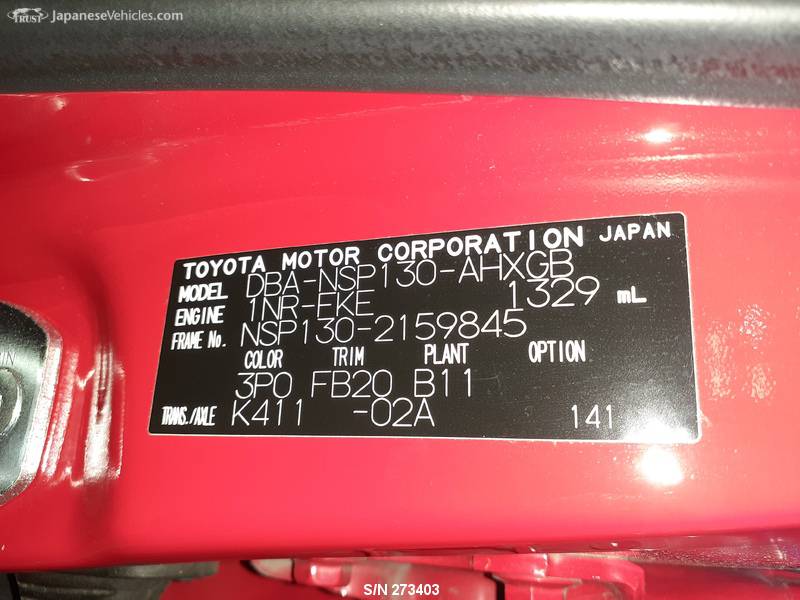 TRUST JapaneseVehicles.com
TOYOTA MOTOR CORPORATION JAPAN
MODEL DBA-NSP130-AHXGB
ENGINE 1NR-FKE 1329 mL
FRAME No. NSP130-2159845
COLOR TRIM PLANT OPTION
3P0 FB20 B11
TRANS./AXLE K411 -02A 141
S/N 273403